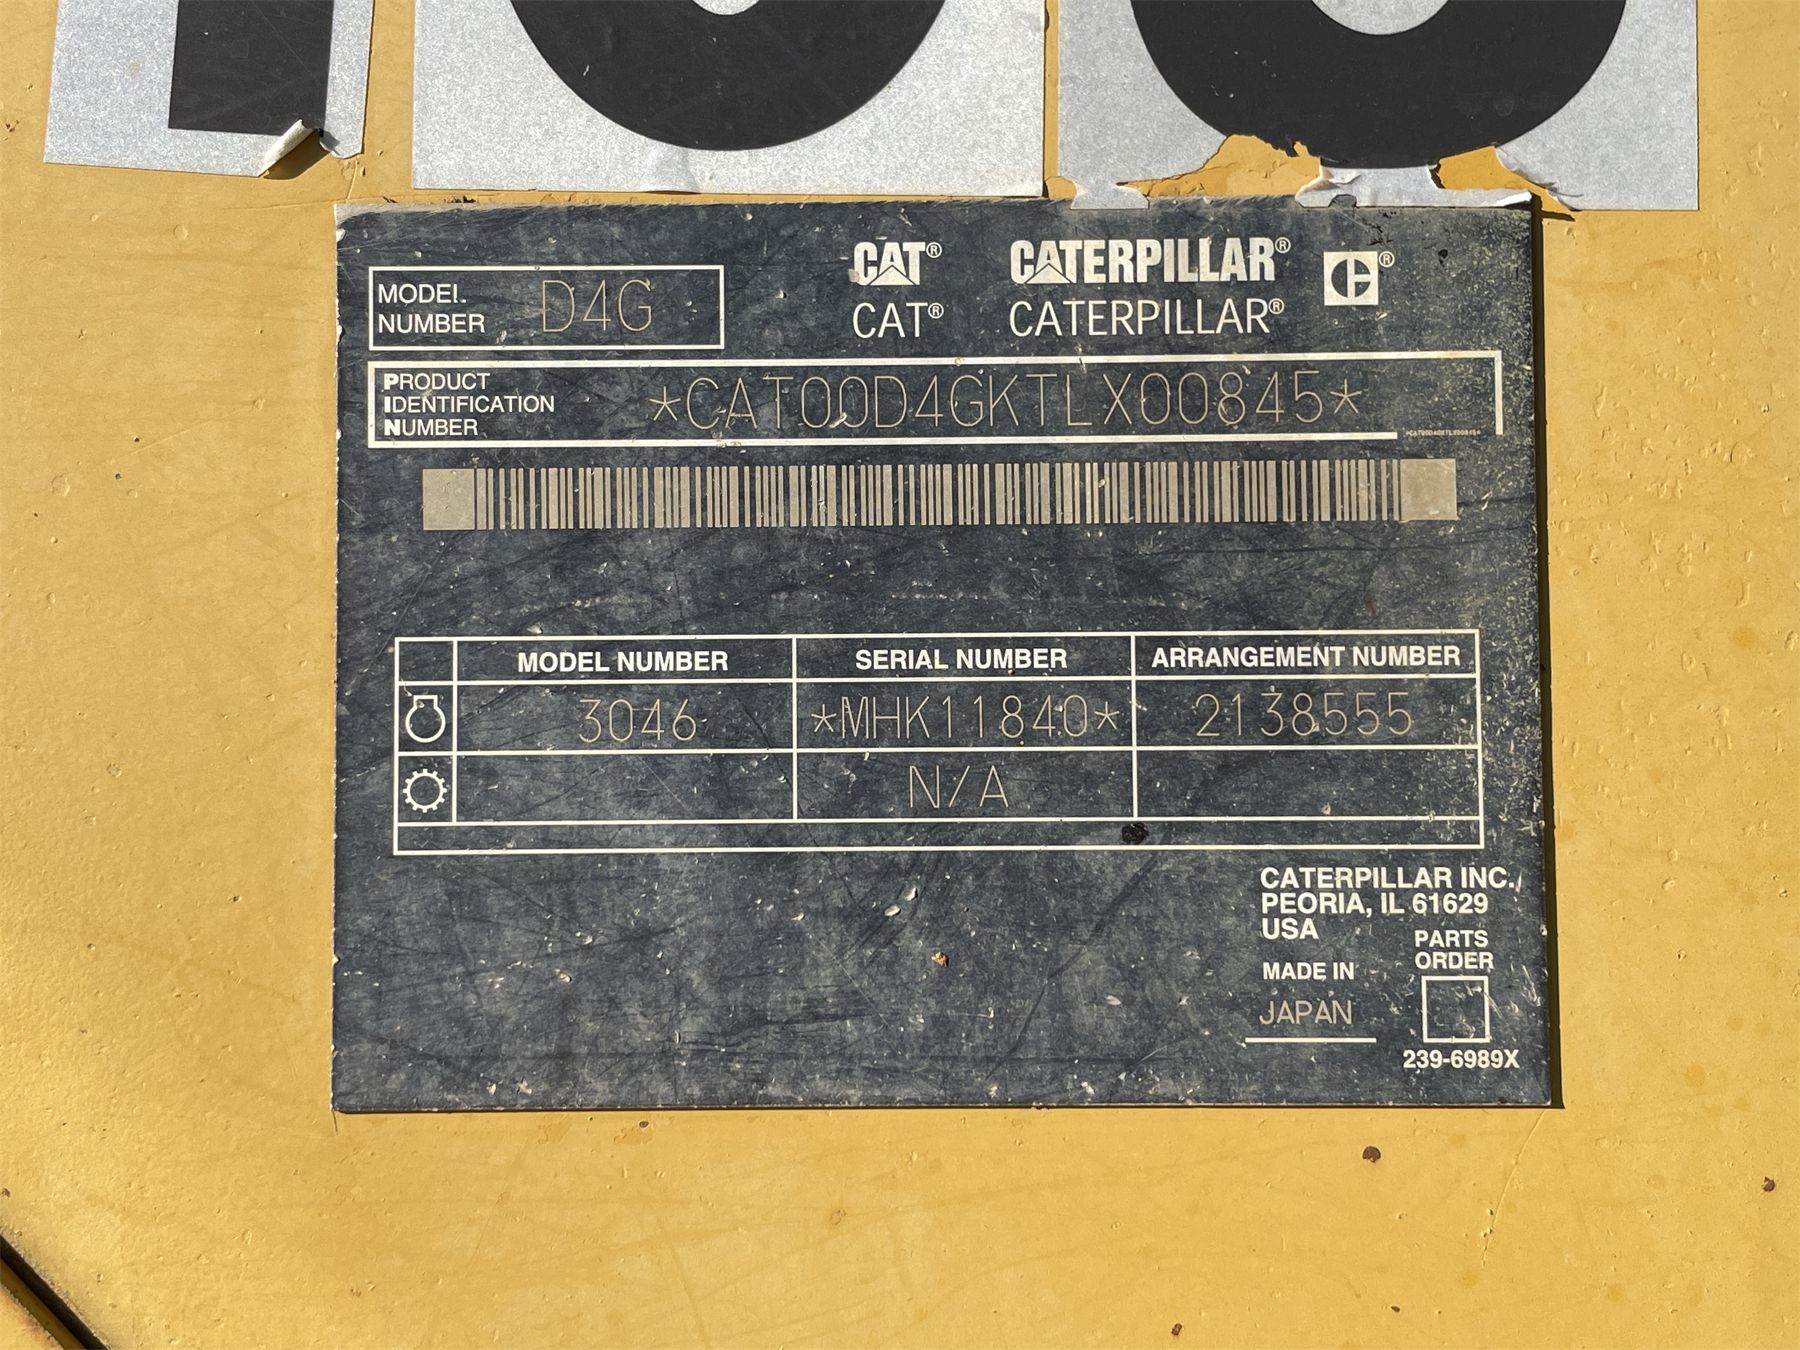 CAT® CATERPILLAR®
CAT® CATERPILLAR®
MODEL
NUMBER D4G
PRODUCT
IDENTIFICATION
NUMBER
*CAT00D4GKTLX00845*
*CAT00D4GKTLX00845*
MODEL NUMBER SERIAL NUMBER ARRANGEMENT NUMBER
3046 *MHK11840* 2138555
N/A
CATERPILLAR INC.
PEORIA, IL 61629
USA
PARTS
ORDER
MADE IN
JAPAN
239-6989X